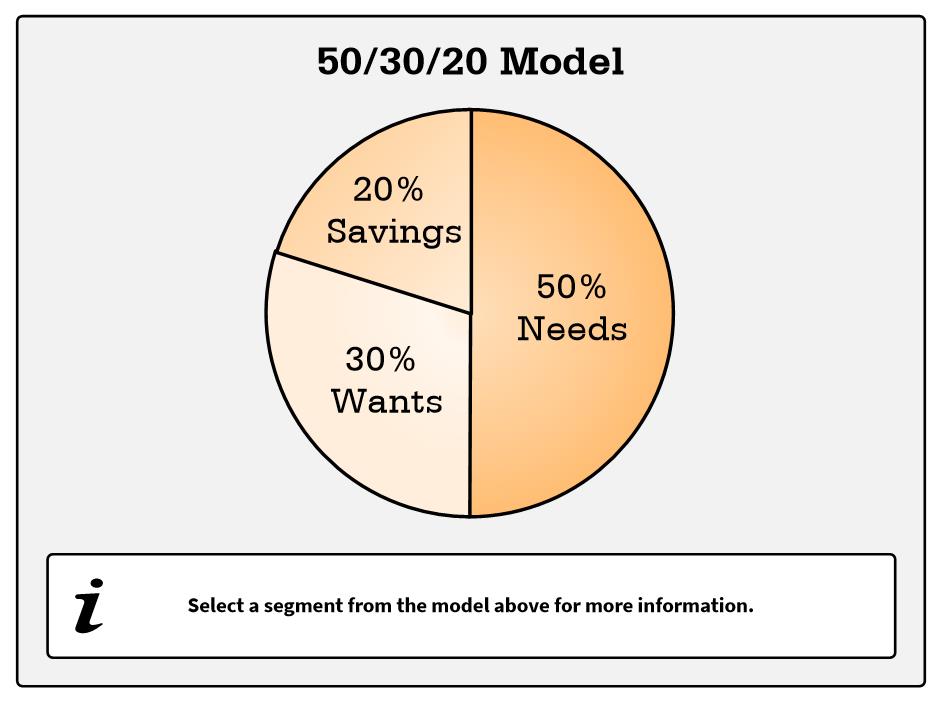 50/30/20 Model
20%
Savings
50%
Needs
30%
Wants
i
Select a segment from the model above for more information.